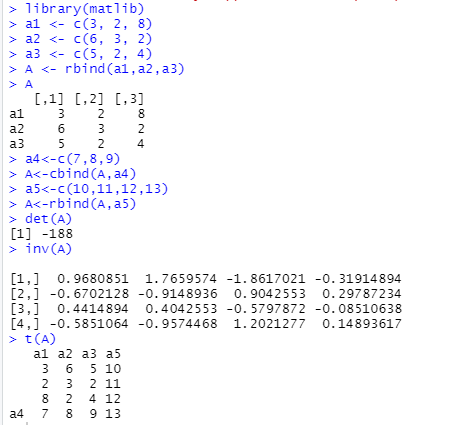 > library(matlib)
> a1 <- c(3, 2, 8)
> a2 <- c(6, 3, 2)
> a3 <- c(5, 2, 4)
> A <- rbind(a1,a2,a3)
> A
   [,1] [,2] [,3]
a1    3    2    8
a2    6    3    2
a3    5    2    4
> a4<-c(7,8,9)
> A<-cbind(A,a4)
> a5<-c(10,11,12,13)
> A<-rbind(A,a5)
> det(A)
[1] -188
> inv(A)
[1,]  0.9680851  1.7659574 -1.8617021 -0.31914894
[2,] -0.6702128 -0.9148936  0.9042553  0.29787234
[3,]  0.4414894  0.4042553 -0.5797872 -0.08510638
[4,] -0.5851064 -0.9574468  1.2021277  0.14893617
> t(A)
   a1 a2 a3 a5
    3  6  5 10
    2  3  2 11
    8  2  4 12
a4  7  8  9 13